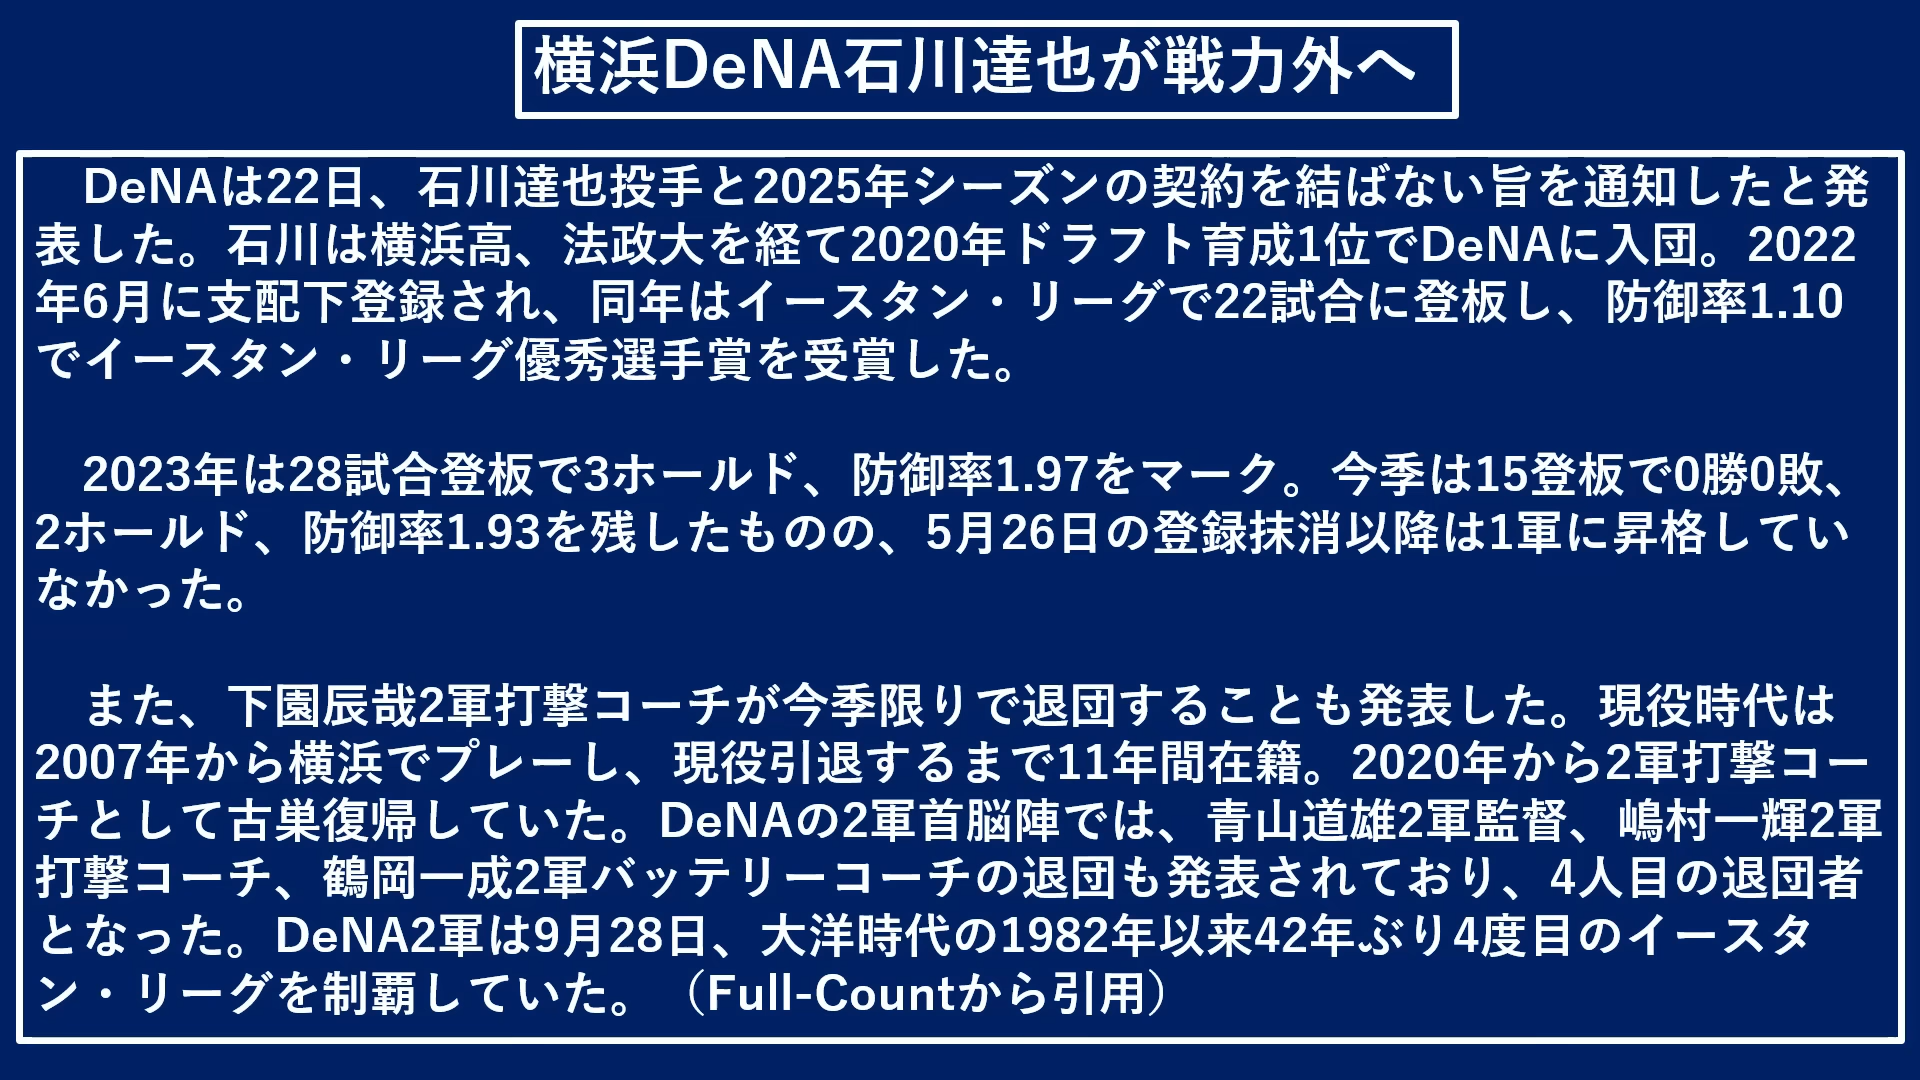 横浜DeNA石川達也が戦力外へ
DeNAは22日、石川達也投手と2025年シーズンの契約を結ばない旨を通知したと発
表した。石川は横浜高、法政大を経て2020年ドラフト育成1位でDeNAに入団。2022
年6月に支配下登録され、同年はイースタン・リーグで22試合に登板し、防御率1.10
でイースタン・リーグ優秀選手賞を受賞した。
2023年は28試合登板で3ホールド、防御率1.97をマーク。今季は15登板で0勝0敗、
2ホールド、防御率1.93を残したものの、5月26日の登録抹消以降は1軍に昇格してい
なかった。
また、下園辰哉2軍打撃コーチが今季限りで退団することも発表した。現役時代は
2007年から横浜でプレーし、現役引退するまで11年間在籍。2020年から2軍打撃コー
チとして古巣復帰していた。DeNAの2軍首脳陣では、青山道雄2軍監督、嶋村一輝2軍
打撃コーチ、鶴岡一成2軍バッテリーコーチの退団も発表されており、4人目の退団者
となった。DeNA2軍は9月28日、大洋時代の1982年以来42年ぶり4度目のイースタ
ン・リーグを制覇していた。（Full-Countから引用）